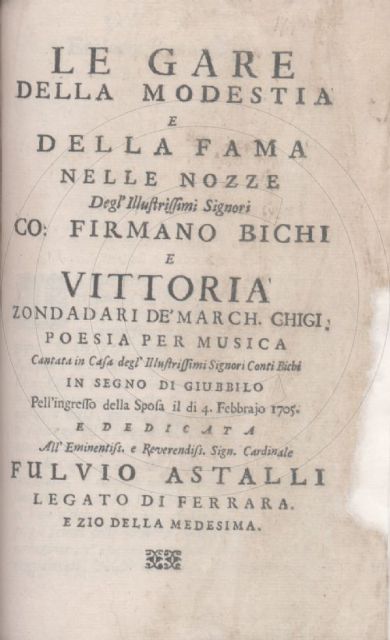 LE GARE
DELLA MODESTIA
E
DELLA FAMA
NELLE NOZZE
Degl' Illuſtriſſimi Signori
CO: FIRMANO BICHI
E
VITTORIA
ZONDADARI DE' MARCH. CHIGI;
POESIA PER MUSICA
Cantata in Caſa degl' Illuſtriſſimi Signori Conti Bichi
IN SEGNO DI GIUBBILO
Pell'ingreſſo della Spoſa il di 4. Febbrajo 1705.
E DEDICATA
All' Eminentiſs. e Reverendiſs. Sign. Cardinale
FULVIO ASTALLI
LEGATO DI FERRARA.
E ZIO DELLA MEDESIMA.